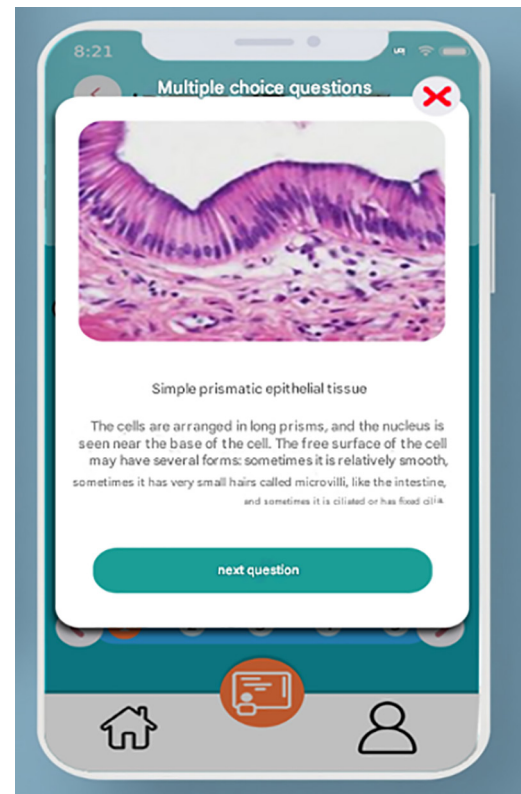 8:21
Multiple choice questions
Simple prismatic epithelial tissue
The cells are arranged in long prisms, and the nucleus is
seen near the base of the cell. The free surface of the cell
may have several forms: sometimes it is relatively smooth,
sometimes it has very small hairs called microvilli, like the intestine,
and sometimes it is ciliated or has fixed cilia.
next question